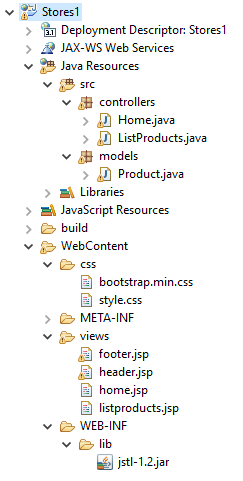 Stores1
Deployment Descriptor: Stores1
JAX-WS Web Services
Java Resources
src
controllers
Home.java
ListProducts.java
models
Product.java
Libraries
JavaScript Resources
build
WebContent
css
bootstrap.min.css
style.css
META-INF
views
footer.jsp
header.jsp
home.jsp
listproducts.jsp
WEB-INF
lib
jstl-1.2.jar